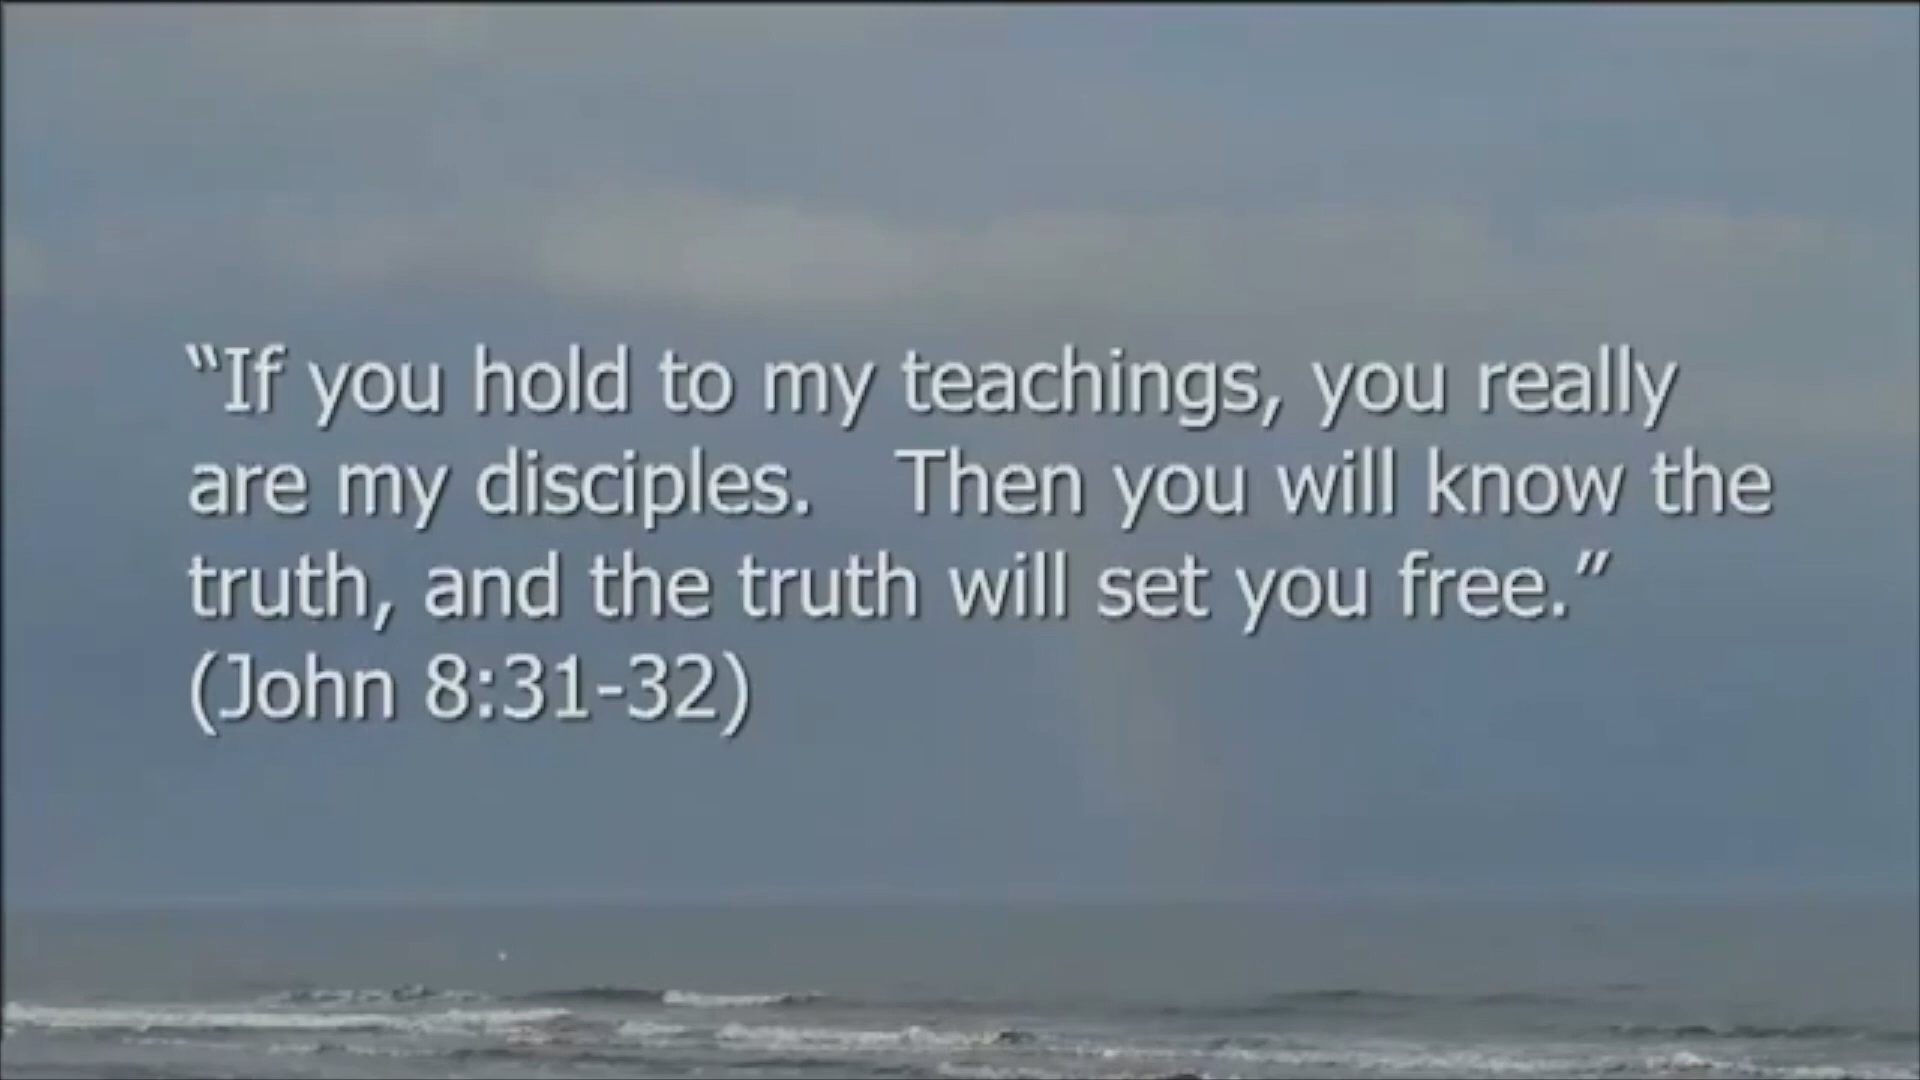 “If you hold to my teachings, you really
are my disciples.   Then you will know the
truth, and the truth will set you free.”
(John 8:31-32)